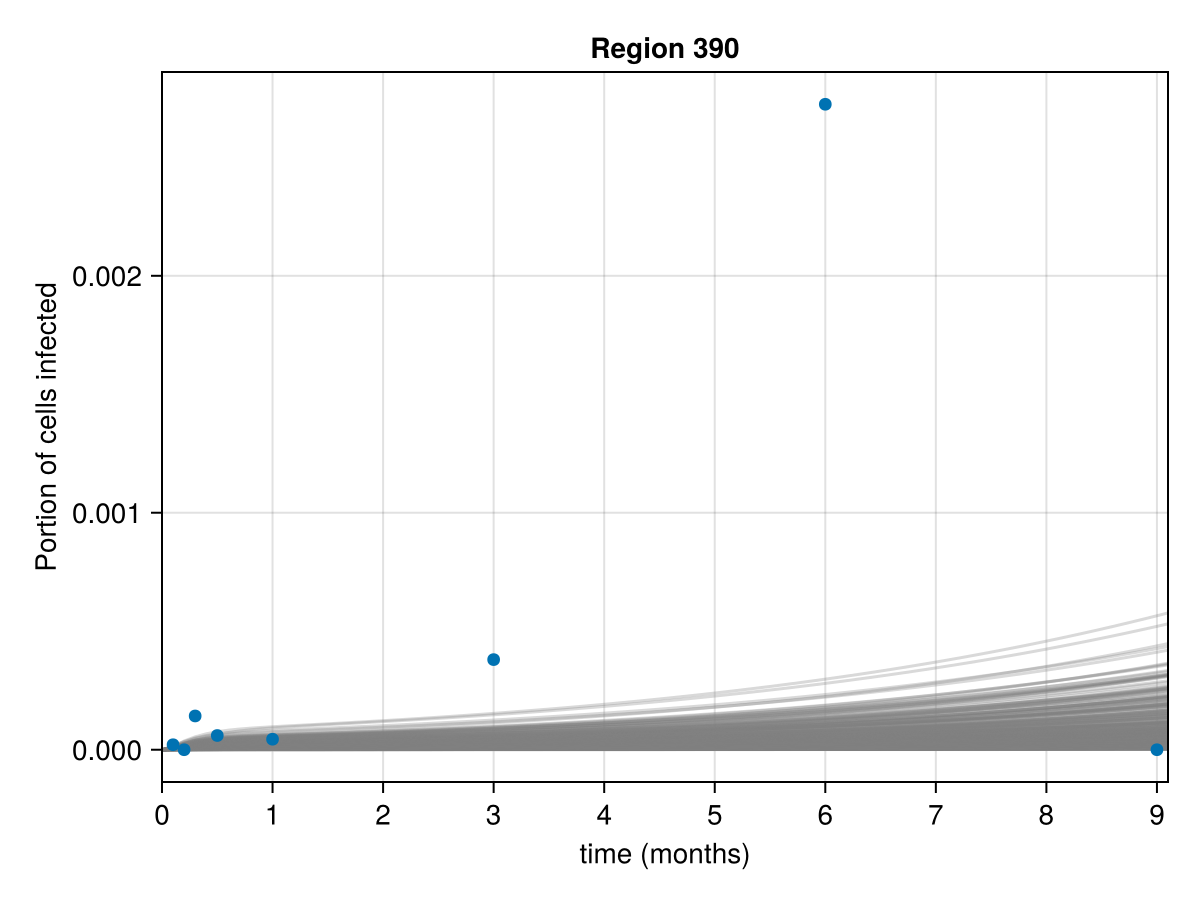 Region 390
Portion of cells infected
0.002
0.001
0.000
0 1 2 3 4 5 6 7 8 9
time (months)